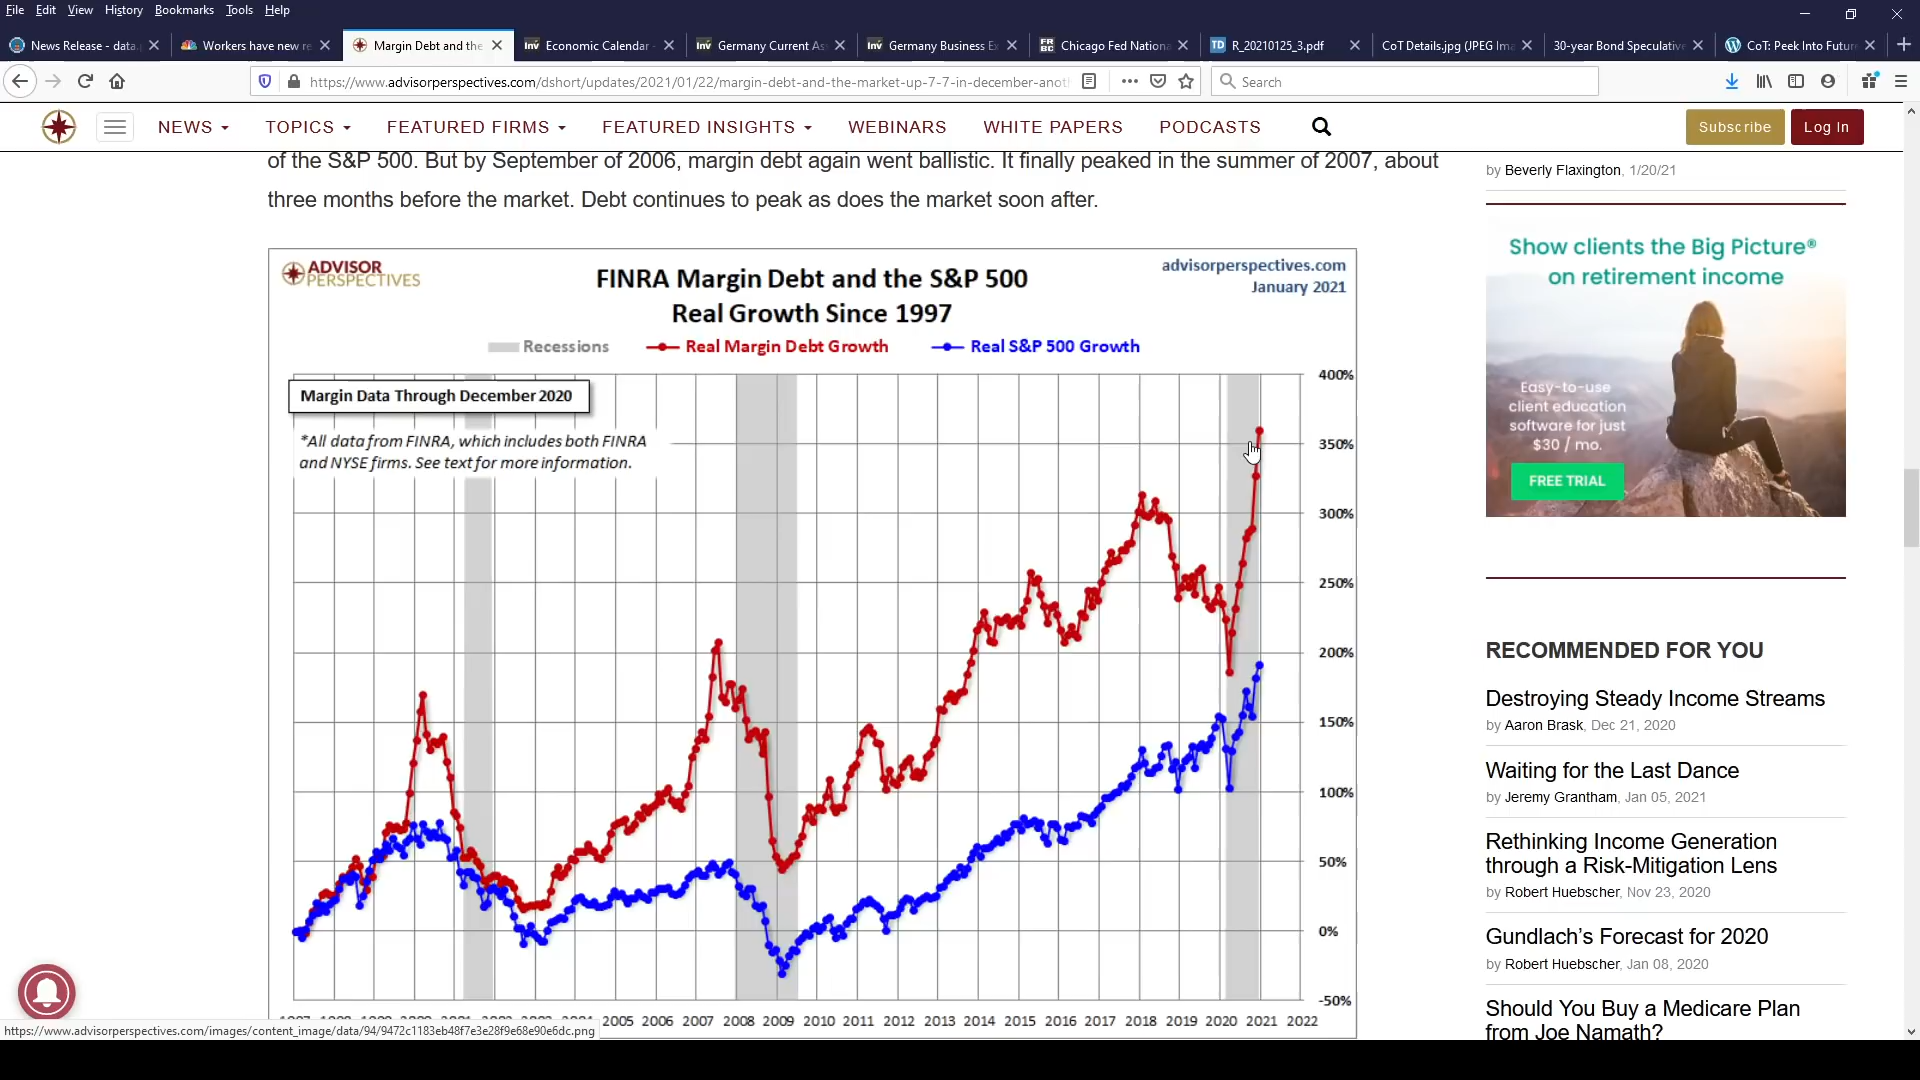 File Edit View History Bookmarks Tools Help
News Release - data.
Workers have new re
Margin Debt and the
Economic Calendar -
Germany Current As
Germany Business Ex
Chicago Fed Nationa
R_20210125_3.pdf
CoT Details.jpg (JPEG Ima
30-year Bond Speculative
CoT: Peek Into Futur
https://www.advisorperspectives.com/dshort/updates/2021/01/22/margin-debt-and-the-market-up-7-7-in-december-anot
Search
NEWS TOPICS FEATURED FIRMS FEATURED INSIGHTS WEBINARS WHITE PAPERS PODCASTS
Subscribe Log In
of the S&P 500. But by September of 2006, margin debt again went ballistic. It finally peaked in the summer of 2007, about
three months before the market. Debt continues to peak as does the market soon after.
ADVISOR
PERSPECTIVES
FINRA Margin Debt and the S&P 500
Real Growth Since 1997
advisorperspectives.com
January 2021
Recessions Real Margin Debt Growth Real S&P 500 Growth
Margin Data Through December 2020
*All data from FINRA, which includes both FINRA
and NYSE firms. See text for more information.
400%
350%
300%
250%
200%
150%
100%
50%
0%
-50%
2005 2006 2007 2008 2009 2010 2011 2012 2013 2014 2015 2016 2017 2018 2019 2020 2021 2022
https://www.advisorperspectives.com/images/content_image/data/94/9472c1183eb48f7e3e28f9e68e90e6dc.png
by Beverly Flaxington, 1/20/21
Show clients the Big Picture®
on retirement income
Easy-to-use
client education
software for just
$30 / mo.
FREE TRIAL
RECOMMENDED FOR YOU
Destroying Steady Income Streams
by Aaron Brask, Dec 21, 2020
Waiting for the Last Dance
by Jeremy Grantham, Jan 05, 2021
Rethinking Income Generation
through a Risk-Mitigation Lens
by Robert Huebscher, Nov 23, 2020
Gundlach's Forecast for 2020
by Robert Huebscher, Jan 08, 2020
Should You Buy a Medicare Plan
from Joe Namath?